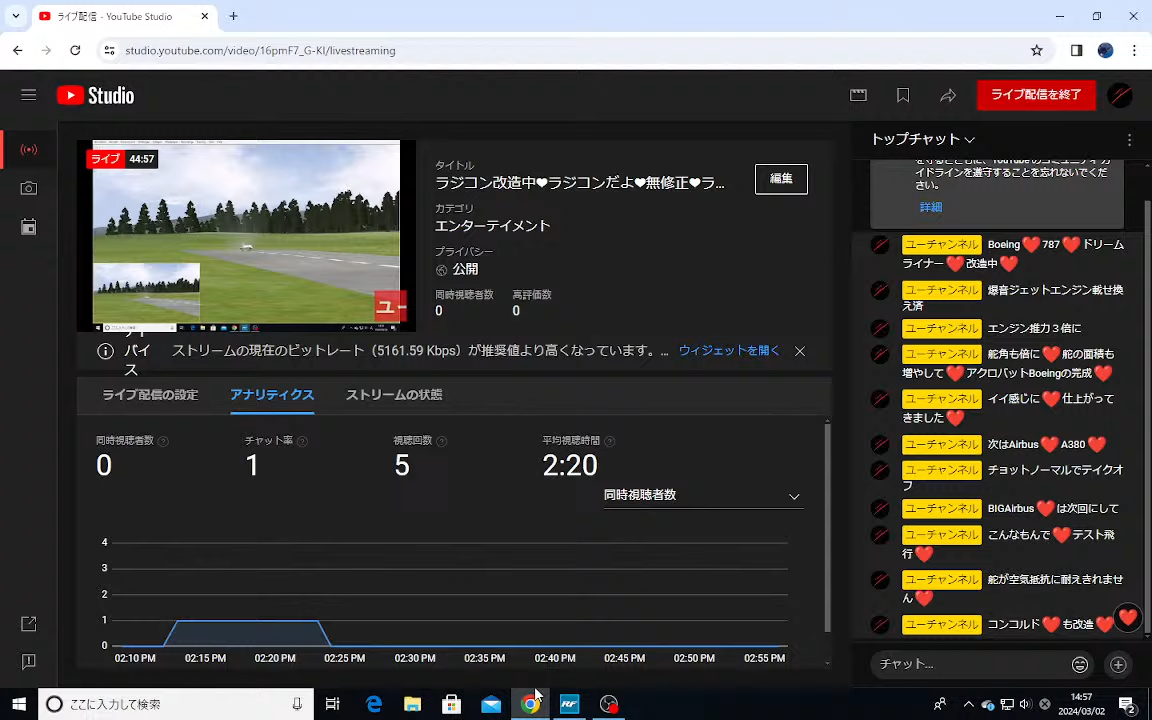 ライブ配信 - YouTube Studio
studio.youtube.com/video/16pmF7_G-KI/livestreaming
Studio
ライブ配信を終了
ライブ 44:57
ユー
タイトル
ラジコン改造中❤ラジコンだよ❤無修正❤ラ...
編集
カテゴリ
エンターテイメント
プライバシー
公開
同時視聴者数 高評価数
0 0
バイ
ス
ストリームの現在のビットレート（5161.59 Kbps）が推奨値より高くなっています。...
ウィジェットを開く
ライブ配信の設定 アナリティクス ストリームの状態
同時視聴者数 チャット率 視聴回数 平均視聴時間
0 1 5 2:20
同時視聴者数
4
3
2
1
0
02:10 PM 02:15 PM 02:20 PM 02:25 PM 02:30 PM 02:35 PM 02:40 PM 02:45 PM 02:50 PM 02:55 PM
トップチャット
を守るとともに、YouTube のコミュニティ ガ
イドラインを遵守することを忘れないでくだ
さい。
詳細
ユーチャンネル Boeing❤787❤ドリーム
ライナー❤改造中❤
ユーチャンネル 爆音ジェットエンジン載せ換
え済
ユーチャンネル エンジン推力３倍に
ユーチャンネル 舵角も倍に❤舵の面積も
増やして❤アクロバットBoeingの完成❤
ユーチャンネル イイ感じに❤仕上がって
きました❤
ユーチャンネル 次はAirbus❤A380❤
ユーチャンネル チョットノーマルでテイクオ
フ
ユーチャンネル BIGAirbus❤は次回にして
ユーチャンネル こんなもんで❤テスト飛
行❤
ユーチャンネル 舵が空気抵抗に耐えきれませ
ん❤
ユーチャンネル コンコルド❤も改造❤
チャット...
ここに入力して検索
RF
14:57
2024/03/02
2